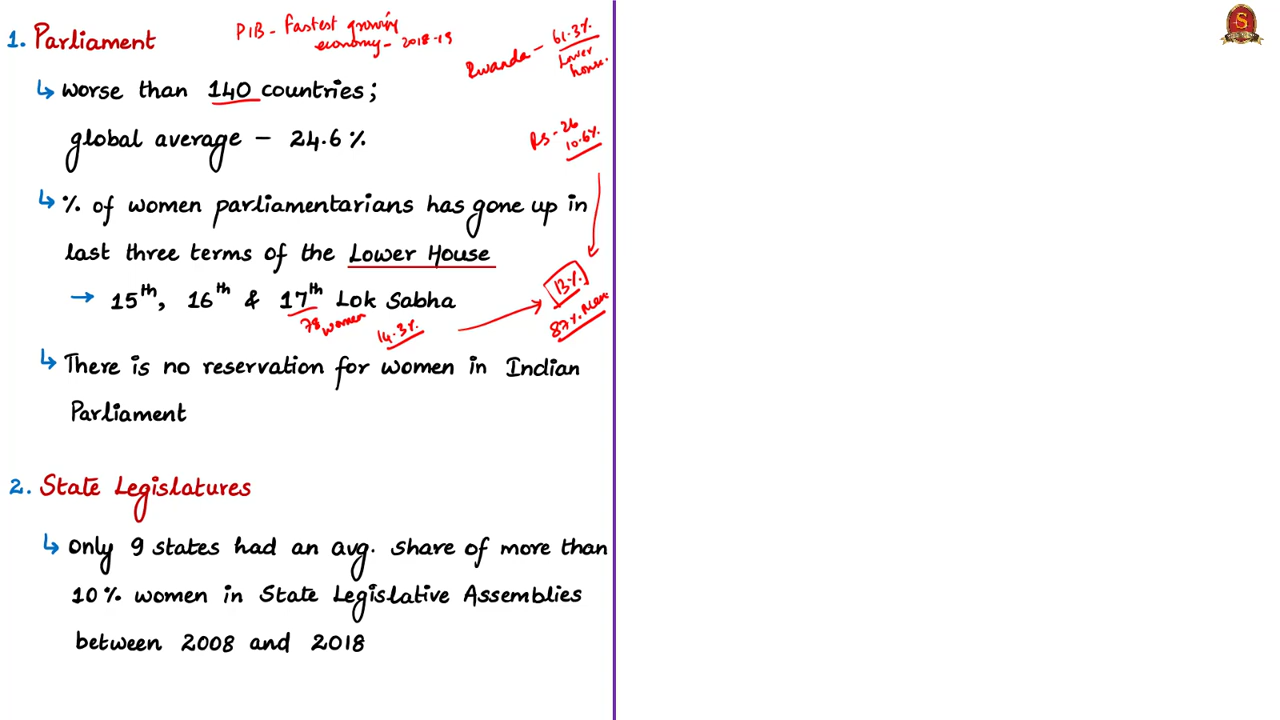 1. Parliament
PIB - Fastest growing
economy - 2018-19
Rwanda - 61.3%
Lower
house.
↳ worse than 140 countries;
global average - 24.6%
RS - 26
10.6%
↳ % of women parliamentarians has gone up in
last three terms of the Lower House
→ 15th, 16th & 17th Lok Sabha
78 women
14.3%
13%
87% Men
↳ There is no reservation for women in Indian
Parliament
2. State Legislatures
↳ Only 9 states had an avg. share of more than
10% women in State Legislative Assemblies
between 2008 and 2018
S